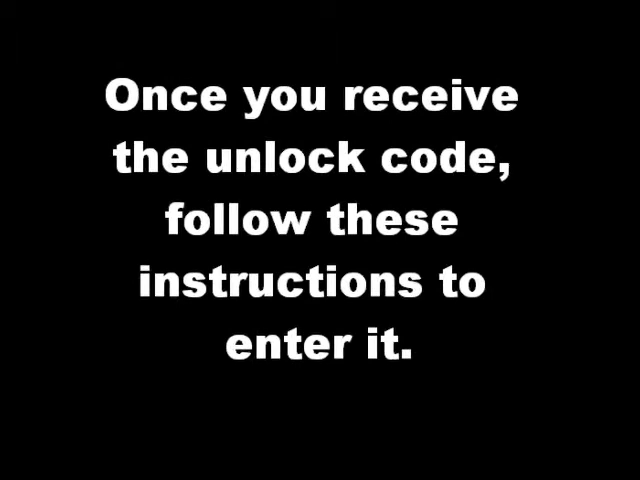 Once you receive
the unlock code,
follow these
instructions to
enter it.